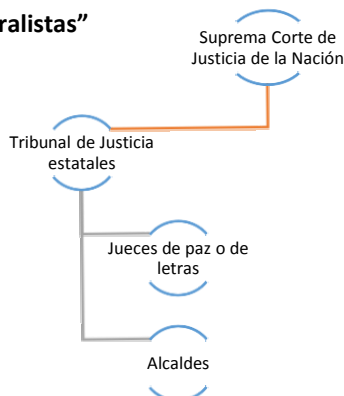 ralistas”
Suprema Corte de
Justicia de la Nación
Tribunal de Justicia
estatales
Jueces de paz o de
letras
Alcaldes